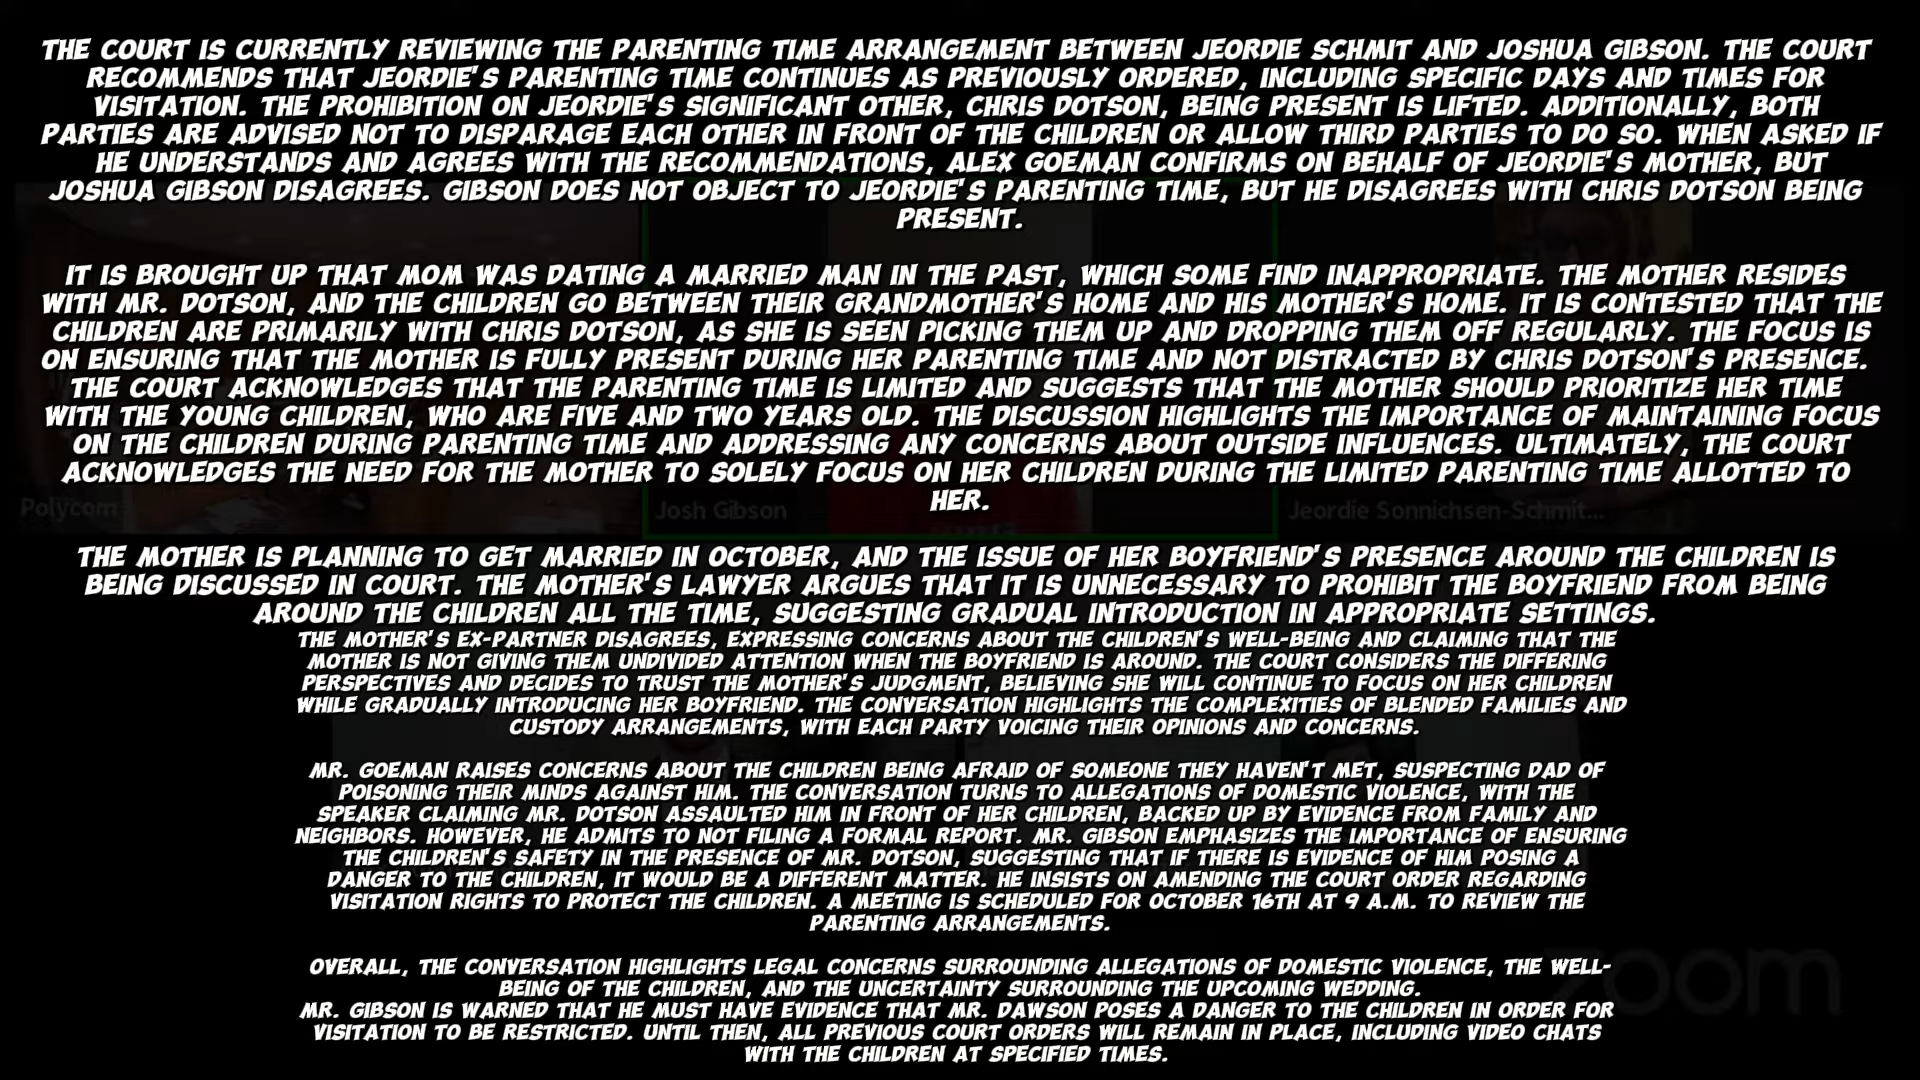 THE COURT IS CURRENTLY REVIEWING THE PARENTING TIME ARRANGEMENT BETWEEN JEORDIE SCHMIT AND JOSHUA GIBSON. THE COURT
RECOMMENDS THAT JEORDIE'S PARENTING TIME CONTINUES AS PREVIOUSLY ORDERED, INCLUDING SPECIFIC DAYS AND TIMES FOR
VISITATION. THE PROHIBITION ON JEORDIE'S SIGNIFICANT OTHER, CHRIS DOTSON, BEING PRESENT IS LIFTED. ADDITIONALLY, BOTH
PARTIES ARE ADVISED NOT TO DISPARAGE EACH OTHER IN FRONT OF THE CHILDREN OR ALLOW THIRD PARTIES TO DO SO. WHEN ASKED IF
HE UNDERSTANDS AND AGREES WITH THE RECOMMENDATIONS, ALEX GOEMAN CONFIRMS ON BEHALF OF JEORDIE'S MOTHER, BUT
JOSHUA GIBSON DISAGREES. GIBSON DOES NOT OBJECT TO JEORDIE'S PARENTING TIME, BUT HE DISAGREES WITH CHRIS DOTSON BEING
PRESENT.
IT IS BROUGHT UP THAT MOM WAS DATING A MARRIED MAN IN THE PAST, WHICH SOME FIND INAPPROPRIATE. THE MOTHER RESIDES
WITH MR. DOTSON, AND THE CHILDREN GO BETWEEN THEIR GRANDMOTHER'S HOME AND HIS MOTHER'S HOME. IT IS CONTESTED THAT THE
CHILDREN ARE PRIMARILY WITH CHRIS DOTSON, AS SHE IS SEEN PICKING THEM UP AND DROPPING THEM OFF REGULARLY. THE FOCUS IS
ON ENSURING THAT THE MOTHER IS FULLY PRESENT DURING HER PARENTING TIME AND NOT DISTRACTED BY CHRIS DOTSON'S PRESENCE.
THE COURT ACKNOWLEDGES THAT THE PARENTING TIME IS LIMITED AND SUGGESTS THAT THE MOTHER SHOULD PRIORITIZE HER TIME
WITH THE YOUNG CHILDREN, WHO ARE FIVE AND TWO YEARS OLD. THE DISCUSSION HIGHLIGHTS THE IMPORTANCE OF MAINTAINING FOCUS
ON THE CHILDREN DURING PARENTING TIME AND ADDRESSING ANY CONCERNS ABOUT OUTSIDE INFLUENCES. ULTIMATELY, THE COURT
ACKNOWLEDGES THE NEED FOR THE MOTHER TO SOLELY FOCUS ON HER CHILDREN DURING THE LIMITED PARENTING TIME ALLOTTED TO
HER.
Polycom
Josh Gibson
Jeordie Sonnichsen-Schmit...
THE MOTHER IS PLANNING TO GET MARRIED IN OCTOBER, AND THE ISSUE OF HER BOYFRIEND'S PRESENCE AROUND THE CHILDREN IS
BEING DISCUSSED IN COURT. THE MOTHER'S LAWYER ARGUES THAT IT IS UNNECESSARY TO PROHIBIT THE BOYFRIEND FROM BEING
AROUND THE CHILDREN ALL THE TIME, SUGGESTING GRADUAL INTRODUCTION IN APPROPRIATE SETTINGS.
THE MOTHER'S EX-PARTNER DISAGREES, EXPRESSING CONCERNS ABOUT THE CHILDREN'S WELL-BEING AND CLAIMING THAT THE
MOTHER IS NOT GIVING THEM UNDIVIDED ATTENTION WHEN THE BOYFRIEND IS AROUND. THE COURT CONSIDERS THE DIFFERING
PERSPECTIVES AND DECIDES TO TRUST THE MOTHER'S JUDGMENT, BELIEVING SHE WILL CONTINUE TO FOCUS ON HER CHILDREN
WHILE GRADUALLY INTRODUCING HER BOYFRIEND. THE CONVERSATION HIGHLIGHTS THE COMPLEXITIES OF BLENDED FAMILIES AND
CUSTODY ARRANGEMENTS, WITH EACH PARTY VOICING THEIR OPINIONS AND CONCERNS.
MR. GOEMAN RAISES CONCERNS ABOUT THE CHILDREN BEING AFRAID OF SOMEONE THEY HAVEN'T MET, SUSPECTING DAD OF
POISONING THEIR MINDS AGAINST HIM. THE CONVERSATION TURNS TO ALLEGATIONS OF DOMESTIC VIOLENCE, WITH THE
SPEAKER CLAIMING MR. DOTSON ASSAULTED HIM IN FRONT OF HER CHILDREN, BACKED UP BY EVIDENCE FROM FAMILY AND
NEIGHBORS. HOWEVER, HE ADMITS TO NOT FILING A FORMAL REPORT. MR. GIBSON EMPHASIZES THE IMPORTANCE OF ENSURING
THE CHILDREN'S SAFETY IN THE PRESENCE OF MR. DOTSON, SUGGESTING THAT IF THERE IS EVIDENCE OF HIM POSING A
DANGER TO THE CHILDREN, IT WOULD BE A DIFFERENT MATTER. HE INSISTS ON AMENDING THE COURT ORDER REGARDING
VISITATION RIGHTS TO PROTECT THE CHILDREN. A MEETING IS SCHEDULED FOR OCTOBER 16TH AT 9 A.M. TO REVIEW THE
PARENTING ARRANGEMENTS.
OVERALL, THE CONVERSATION HIGHLIGHTS LEGAL CONCERNS SURROUNDING ALLEGATIONS OF DOMESTIC VIOLENCE, THE WELL-
BEING OF THE CHILDREN, AND THE UNCERTAINTY SURROUNDING THE UPCOMING WEDDING.
MR. GIBSON IS WARNED THAT HE MUST HAVE EVIDENCE THAT MR. DAWSON POSES A DANGER TO THE CHILDREN IN ORDER FOR
VISITATION TO BE RESTRICTED. UNTIL THEN, ALL PREVIOUS COURT ORDERS WILL REMAIN IN PLACE, INCLUDING VIDEO CHATS
WITH THE CHILDREN AT SPECIFIED TIMES.
zoom